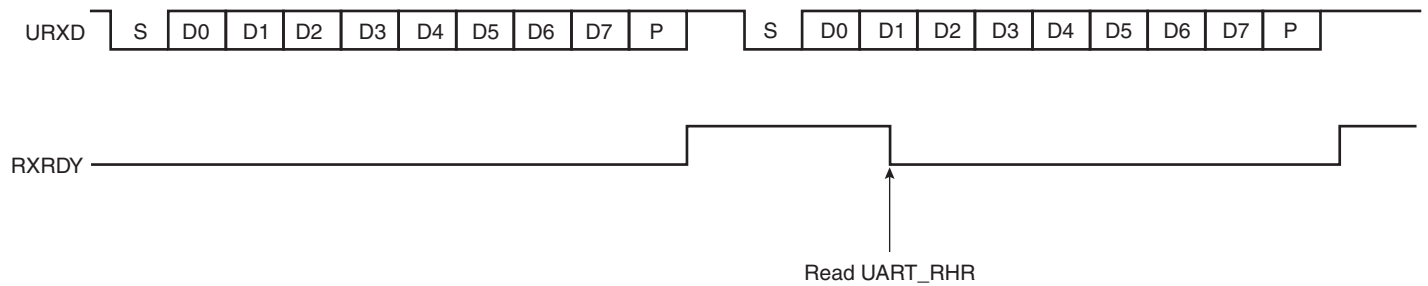 URXD S D0 D1 D2 D3 D4 D5 D6 D7 P S D0 D1 D2 D3 D4 D5 D6 D7 P
RXRDY
Read UART_RHR